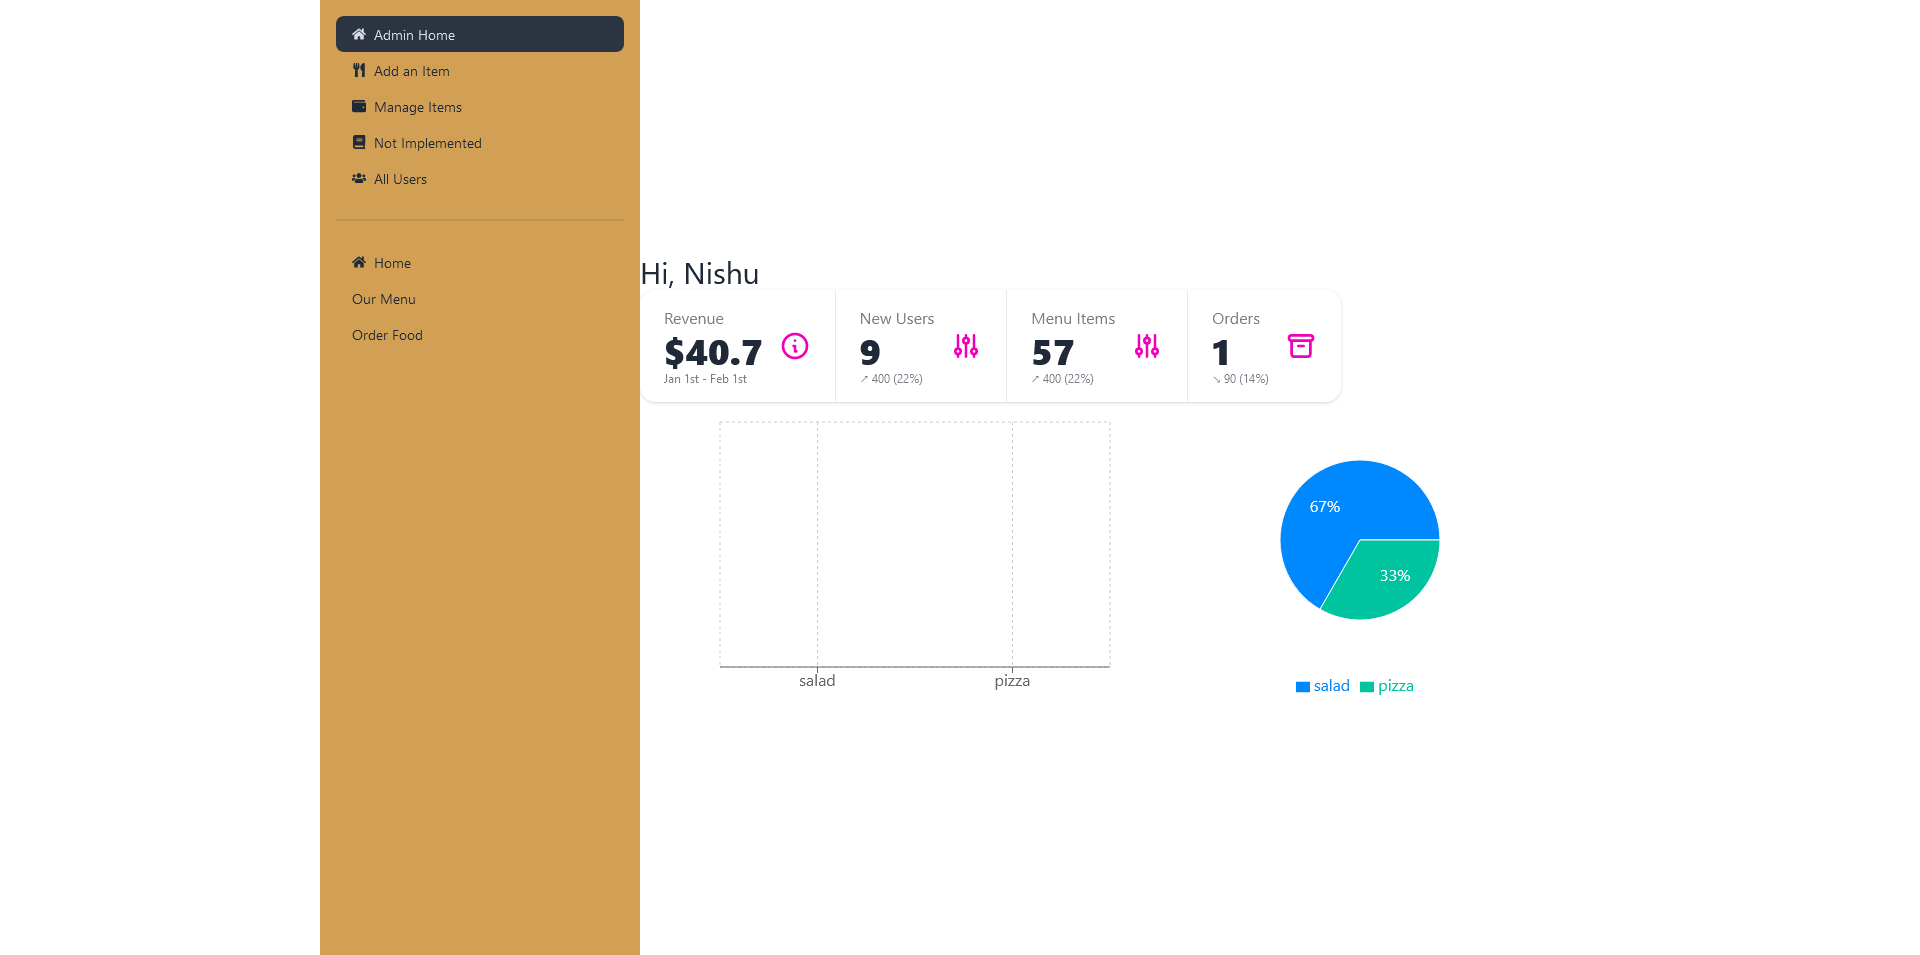 Admin Home
Add an Item
Manage Items
Not Implemented
All Users
Home
Our Menu
Order Food
Hi, Nishu
Revenue
$40.7
Jan 1st - Feb 1st
New Users
9
↗︎ 400 (22%)
Menu Items
57
↗︎ 400 (22%)
Orders
1
↘︎ 90 (14%)
salad pizza
67%
33%
salad pizza